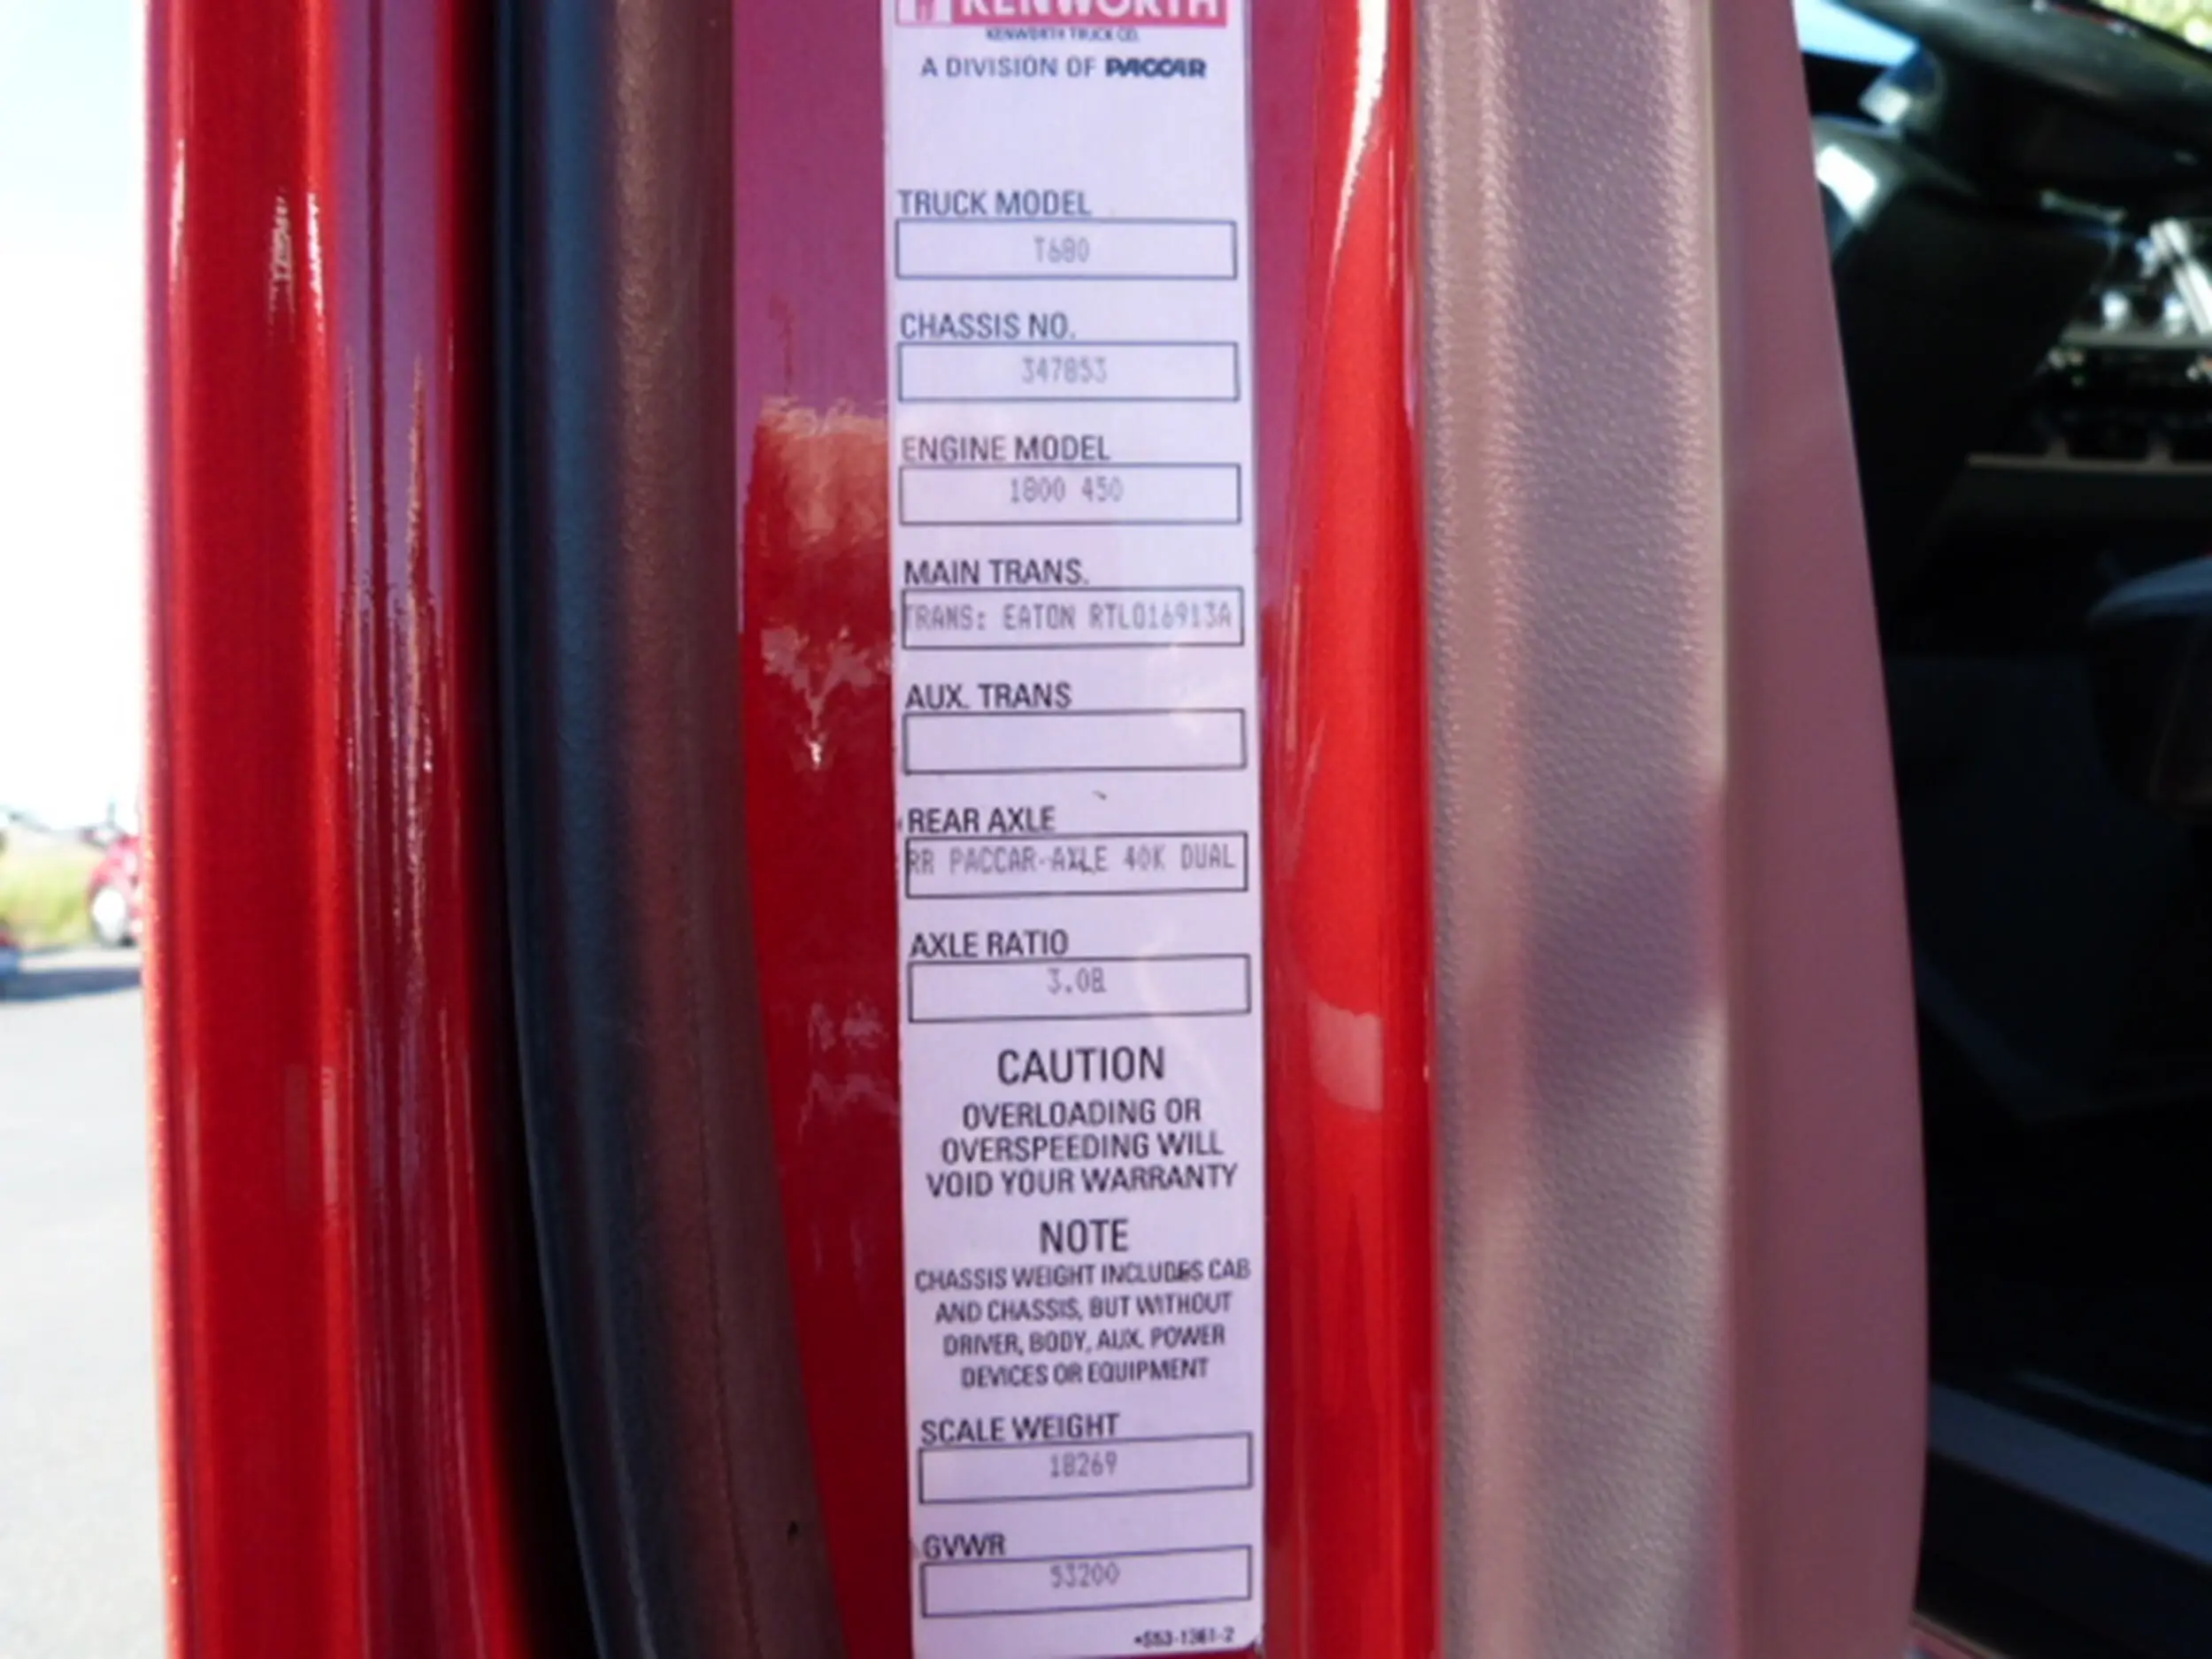 KENWORTH
KENWORTH TRUCK CO.
A DIVISION OF PACCAR
TRUCK MODEL
T680
CHASSIS NO.
347853
ENGINE MODEL
1800 450
MAIN TRANS.
TRANS: EATON RTLO16913A
AUX. TRANS
REAR AXLE
RR PACCAR-AXLE 40K DUAL
AXLE RATIO
3.08
CAUTION
OVERLOADING OR
OVERSPEEDING WILL
VOID YOUR WARRANTY
NOTE
CHASSIS WEIGHT INCLUDES CAB
AND CHASSIS, BUT WITHOUT
DRIVER, BODY, AUX. POWER
DEVICES OR EQUIPMENT
SCALE WEIGHT
18269
GVWR
53200
•S53-1361-2